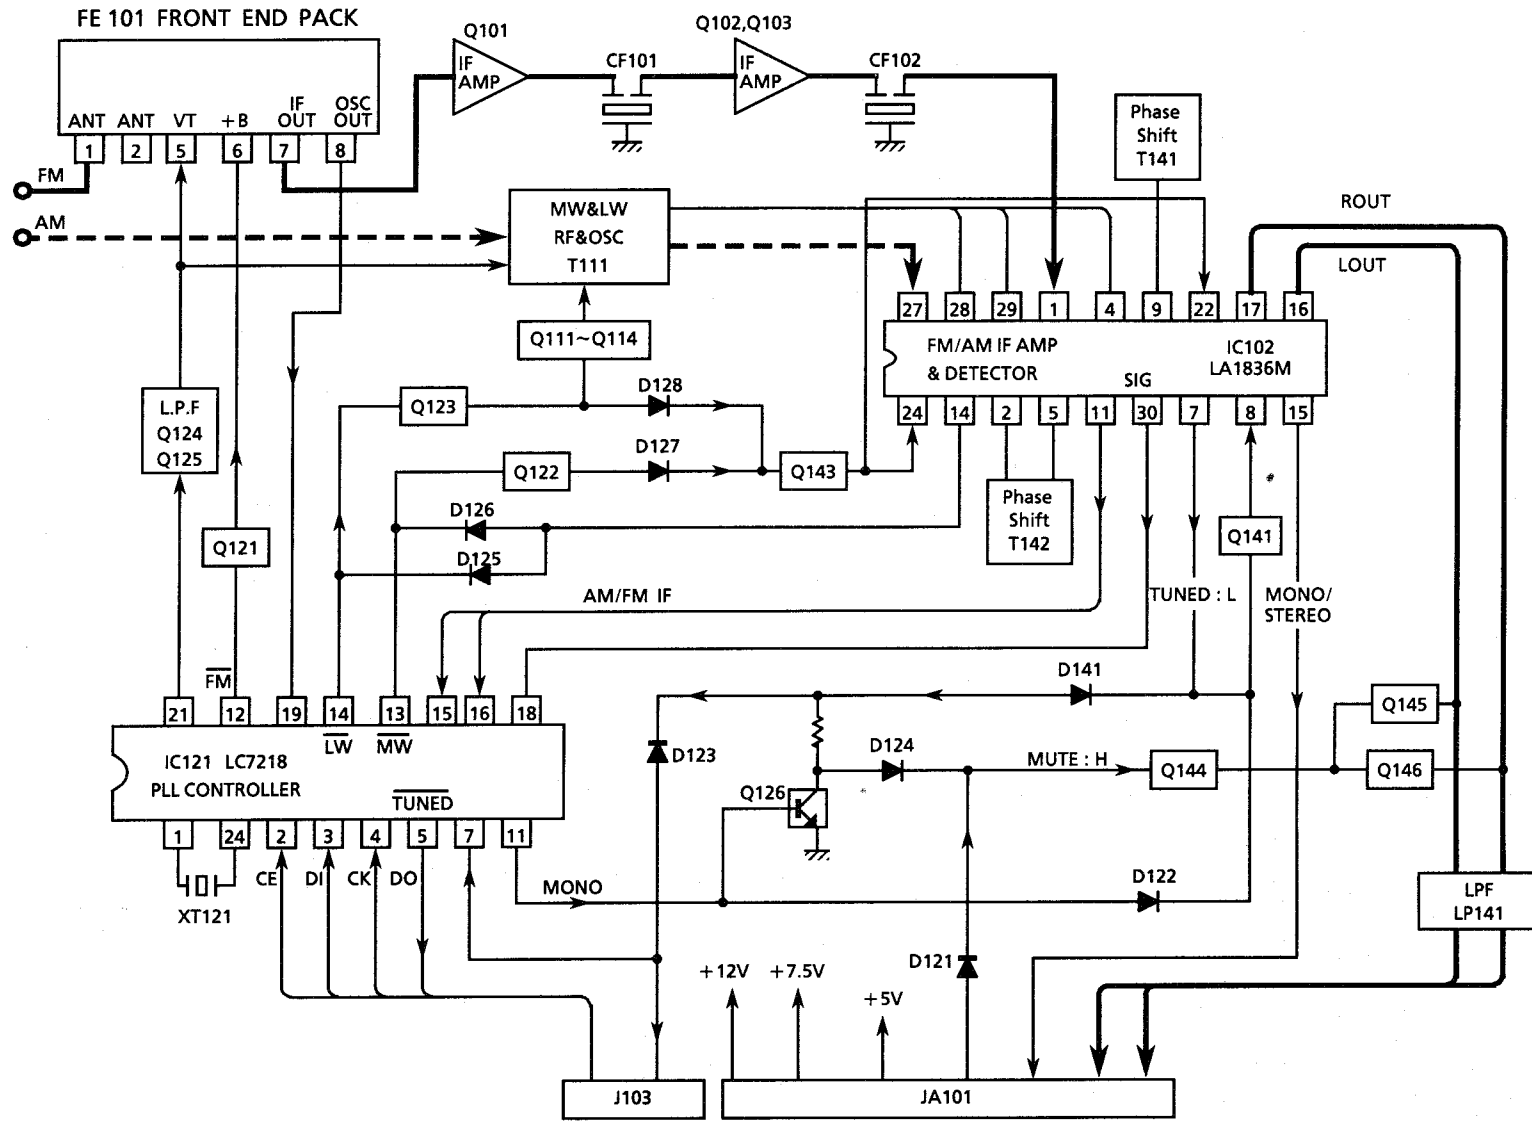 FE 101 FRONT END PACK
Q101
Q102,Q103
IF
AMP
CF101
IF
AMP
CF102
ANT
ANT
VT
+B
IF
OUT
OSC
OUT
1
2
5
6
7
8
FM
AM
Phase
Shift
T141
MW&LW
RF&OSC
T111
ROUT
LOUT
27
28
29
1
4
9
22
17
16
Q111~Q114
FM/AM IF AMP
& DETECTOR
SIG
IC102
LA1836M
24
14
2
5
11
30
7
8
15
L.P.F
Q124
Q125
Q123
D128
D127
Q122
Q143
Q121
D126
D125
Phase
Shift
T142
Q141
AM/FM IF
TUNED : L
MONO/
STEREO
FM
21
12
19
14
13
15
16
18
LW
MW
IC121 LC7218
PLL CONTROLLER
TUNED
1
24
2
3
4
5
7
11
CE
DI
CK
DO
XT121
D141
D123
D124
MUTE : H
Q144
Q145
Q146
Q126
MONO
D122
LPF
LP141
D121
+12V
+7.5V
+5V
J103
JA101